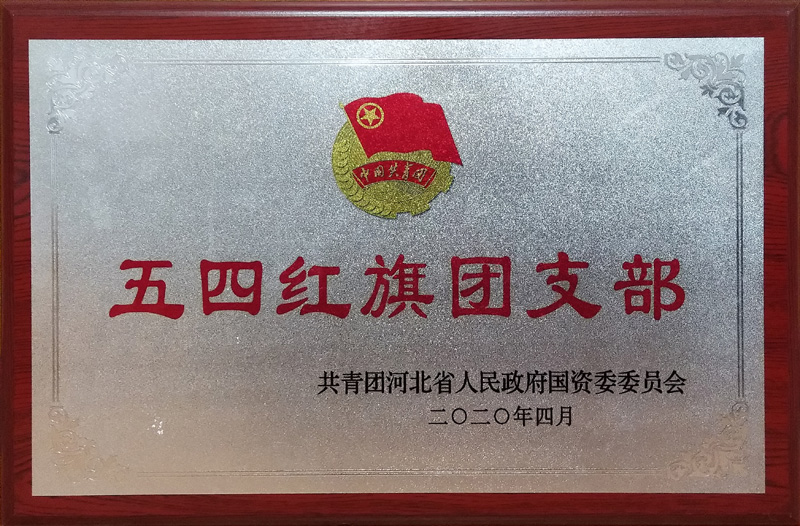 中国共青团
五四红旗团支部
共青团河北省人民政府国资委委员会
二〇二〇年四月